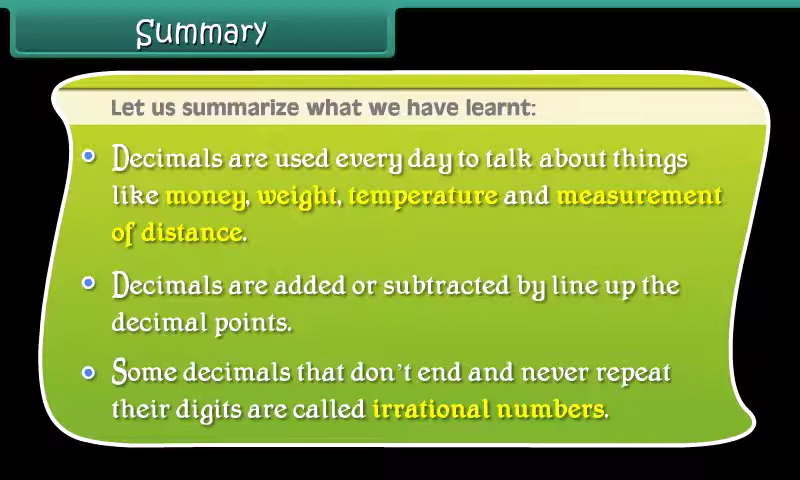 Summary
Let us summarize what we have learnt:
Decimals are used every day to talk about things
like money, weight, temperature and measurement
of distance.
Decimals are added or subtracted by line up the
decimal points.
Some decimals that don't end and never repeat
their digits are called irrational numbers.